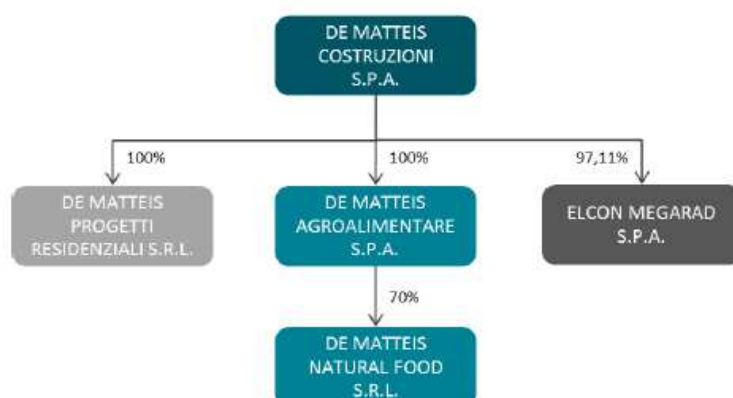 DE MATTEIS
COSTRUZIONI
S.P.A.
100%
100%
97,11%
DE MATTEIS
PROGETTI
RESIDENZIALI S.R.L.
DE MATTEIS
AGROALIMENTARE
S.P.A.
ELCON MEGARAD
S.P.A.
70%
DE MATTEIS
NATURAL FOOD
S.R.L.